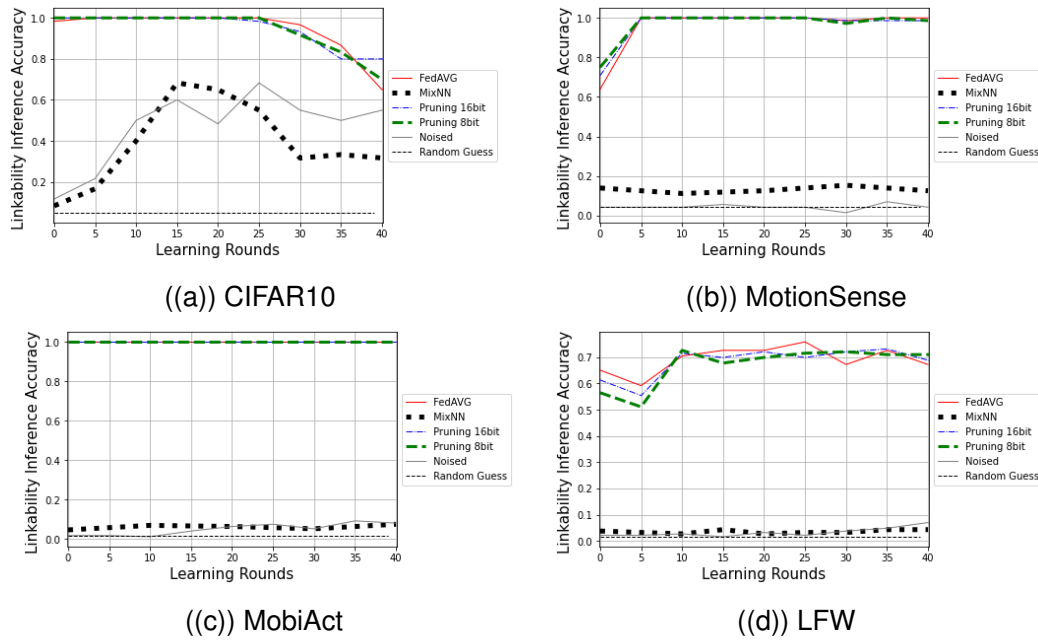 Linkability Inference Accuracy
1.0
0.8
0.6
0.4
0.2
0 5 10 15 20 25 30 35 40
Learning Rounds
FedAVG
MixNN
Pruning 16bit
Pruning 8bit
Noised
Random Guess
((a)) CIFAR10
Linkability Inference Accuracy
1.0
0.8
0.6
0.4
0.2
0.0
0 5 10 15 20 25 30 35 40
Learning Rounds
FedAVG
MixNN
Pruning 16bit
Pruning 8bit
Noised
Random Guess
((b)) MotionSense
Linkability Inference Accuracy
1.0
0.8
0.6
0.4
0.2
0.0
0 5 10 15 20 25 30 35 40
Learning Rounds
FedAVG
MixNN
Pruning 16bit
Pruning 8bit
Noised
Random Guess
((c)) MobiAct
Linkability Inference Accuracy
0.7
0.6
0.5
0.4
0.3
0.2
0.1
0.0
0 5 10 15 20 25 30 35 40
Learning Rounds
FedAVG
MixNN
Pruning 16bit
Pruning 8bit
Noised
Random Guess
((d)) LFW